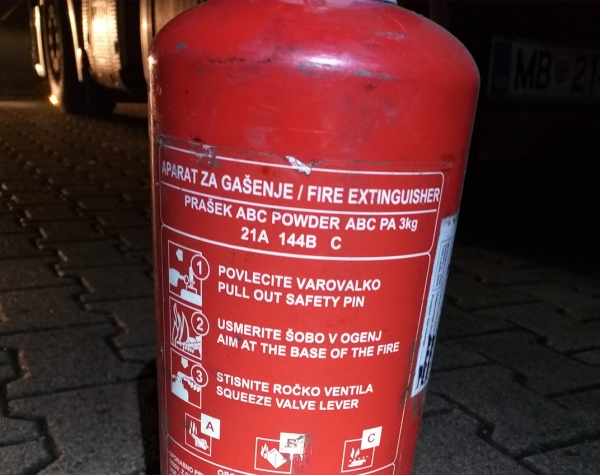 APARAT ZA GAŠENJE / FIRE EXTINGUISHER
PRAŠEK ABC POWDER ABC PA 3kg
21A 144B C
1 POVLECITE VAROVALKO
PULL OUT SAFETY PIN
2 USMERITE ŠOBO V OGENJ
AIM AT THE BASE OF THE FIRE
3 STISNITE ROČKO VENTILA
SQUEEZE VALVE LEVER
A B C
MB 21